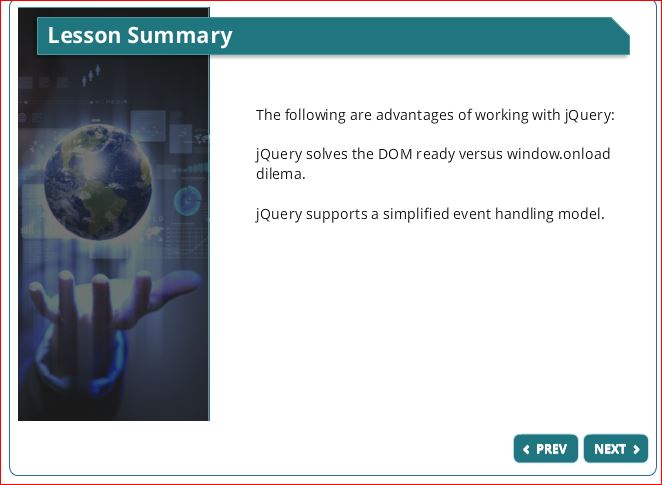 Lesson Summary
The following are advantages of working with jQuery:
jQuery solves the DOM ready versus window.onload
dilema.
jQuery supports a simplified event handling model.
PREV
NEXT